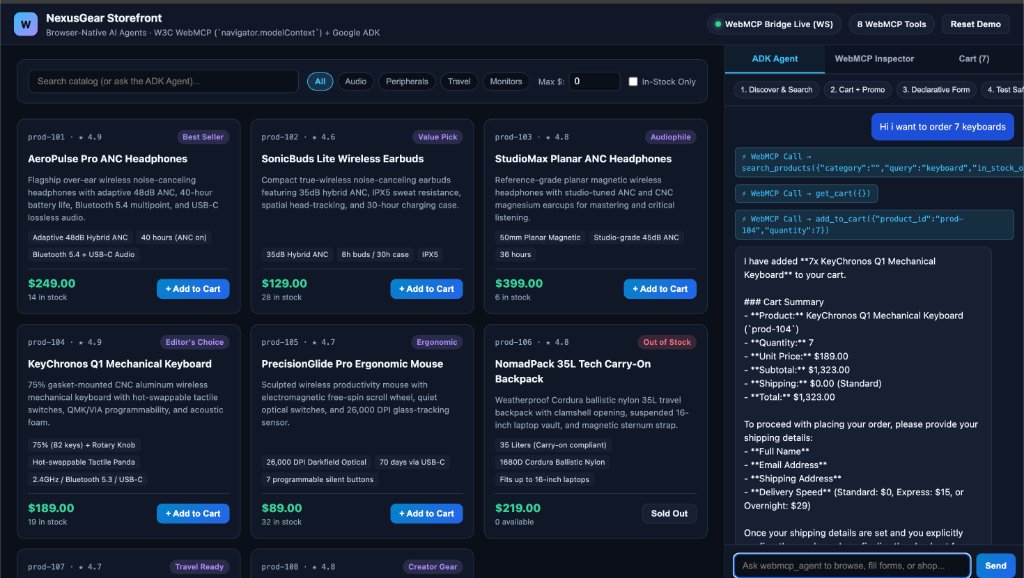 W
NexusGear Storefront
Browser-Native AI Agents · W3C WebMCP (`navigator.modelContext`) + Google ADK
WebMCP Bridge Live (WS)
8 WebMCP Tools
Reset Demo
Search catalog (or ask the ADK Agent)...
All
Audio
Peripherals
Travel
Monitors
Max $:
0
In-Stock Only
prod-101 · ★ 4.9
Best Seller
AeroPulse Pro ANC Headphones
Flagship over-ear wireless noise-canceling
headphones with adaptive 48dB ANC, 40-hour
battery life, Bluetooth 5.4 multipoint, and USB-C
lossless audio.
Adaptive 48dB Hybrid ANC
40 hours (ANC on)
Bluetooth 5.4 + USB-C Audio
$249.00
14 in stock
+ Add to Cart
prod-102 · ★ 4.6
Value Pick
SonicBuds Lite Wireless Earbuds
Compact true-wireless noise-canceling earbuds
featuring 35dB hybrid ANC, IPX5 sweat resistance,
spatial head-tracking, and 30-hour charging case.
35dB Hybrid ANC
8h buds / 30h case
IPX5
$129.00
28 in stock
+ Add to Cart
prod-103 · ★ 4.8
Audiophile
StudioMax Planar ANC Headphones
Reference-grade planar magnetic wireless
headphones with studio-tuned ANC and CNC
magnesium earcups for mastering and critical
listening.
50mm Planar Magnetic
Studio-grade 45dB ANC
36 hours
$399.00
6 in stock
+ Add to Cart
prod-104 · ★ 4.9
Editor's Choice
KeyChronos Q1 Mechanical Keyboard
75% gasket-mounted CNC aluminum wireless
mechanical keyboard with hot-swappable tactile
switches, QMK/VIA programmability, and acoustic
foam.
75% (82 keys) + Rotary Knob
Hot-swappable Tactile Panda
2.4GHz / Bluetooth 5.3 / USB-C
$189.00
19 in stock
+ Add to Cart
prod-105 · ★ 4.7
Ergonomic
PrecisionGlide Pro Ergonomic Mouse
Sculpted wireless productivity mouse with
electromagnetic free-spin scroll wheel, quiet
optical switches, and 26,000 DPI glass-tracking
sensor.
26,000 DPI Darkfield Optical
70 days via USB-C
7 programmable silent buttons
$89.00
32 in stock
+ Add to Cart
prod-106 · ★ 4.8
Out of Stock
NomadPack 35L Tech Carry-On
Backpack
Weatherproof Cordura ballistic nylon 35L travel
backpack with clamshell opening, suspended 16-
inch laptop vault, and magnetic sternum strap.
35 Liters (Carry-on compliant)
1680D Cordura Ballistic Nylon
Fits up to 16-inch laptops
$219.00
0 available
Sold Out
prod-107 · ★ 4.7
Travel Ready
prod-108 · ★ 4.8
Creator Gear
ADK Agent
WebMCP Inspector
Cart (7)
1. Discover & Search
2. Cart + Promo
3. Declarative Form
4. Test Saf
Hi i want to order 7 keyboards
⚡ WebMCP Call →
search_products({"category":"","query":"keyboard","in_stock_o
⚡ WebMCP Call → get_cart({})
⚡ WebMCP Call → add_to_cart({"product_id":"prod-
104","quantity":7})
I have added **7x KeyChronos Q1 Mechanical
Keyboard** to your cart.
### Cart Summary
- **Product:** KeyChronos Q1 Mechanical Keyboard
(`prod-104`)
- **Quantity:** 7
- **Unit Price:** $189.00
- **Subtotal:** $1,323.00
- **Shipping:** $0.00 (Standard)
- **Total:** $1,323.00
To proceed with placing your order, please provide your
shipping details:
- **Full Name**
- **Email Address**
- **Shipping Address**
- **Delivery Speed** (Standard: $0, Express: $15, or
Overnight: $29)
Once your shipping details are set and you explicitly
Ask webmcp_agent to browse, fill forms, or shop...
Send